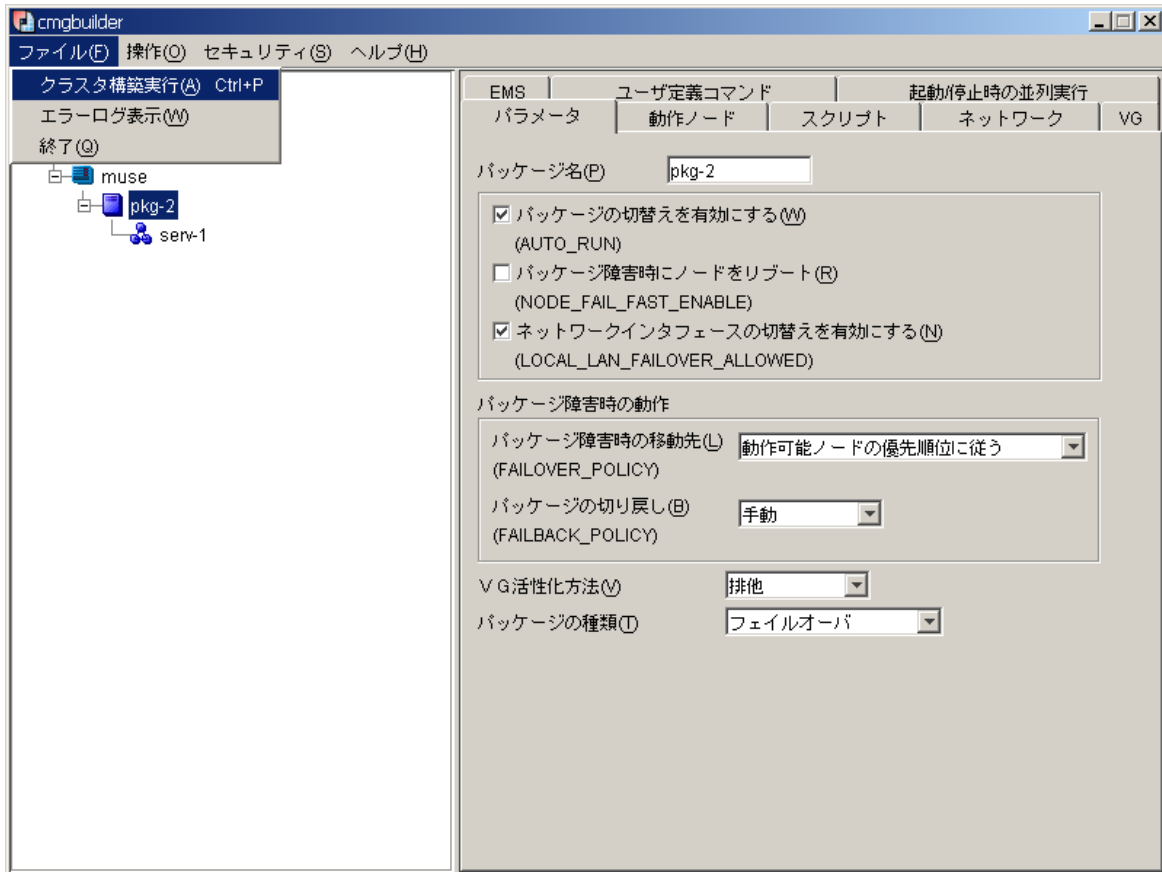 cmgbuilder
ファイル(F) 操作(O) セキュリティ(S) ヘルプ(H)
クラスタ構築実行(A) Ctrl+P
エラーログ表示(W)
終了(Q)
muse
pkg-2
serv-1
EMS ユーザ定義コマンド 起動/停止時の並列実行
パラメータ 動作ノード スクリプト ネットワーク VG
パッケージ名(P) pkg-2
パッケージの切替えを有効にする(W)
(AUTO_RUN)
パッケージ障害時にノードをリブート(R)
(NODE_FAIL_FAST_ENABLE)
ネットワークインタフェースの切替えを有効にする(N)
(LOCAL_LAN_FAILOVER_ALLOWED)
パッケージ障害時の動作
パッケージ障害時の移動先(L) 動作可能ノードの優先順位に従う
(FAILOVER_POLICY)
パッケージの切り戻し(B) 手動
(FAILBACK_POLICY)
ＶＧ活性化方法(V) 排他
パッケージの種類(T) フェイルオーバ